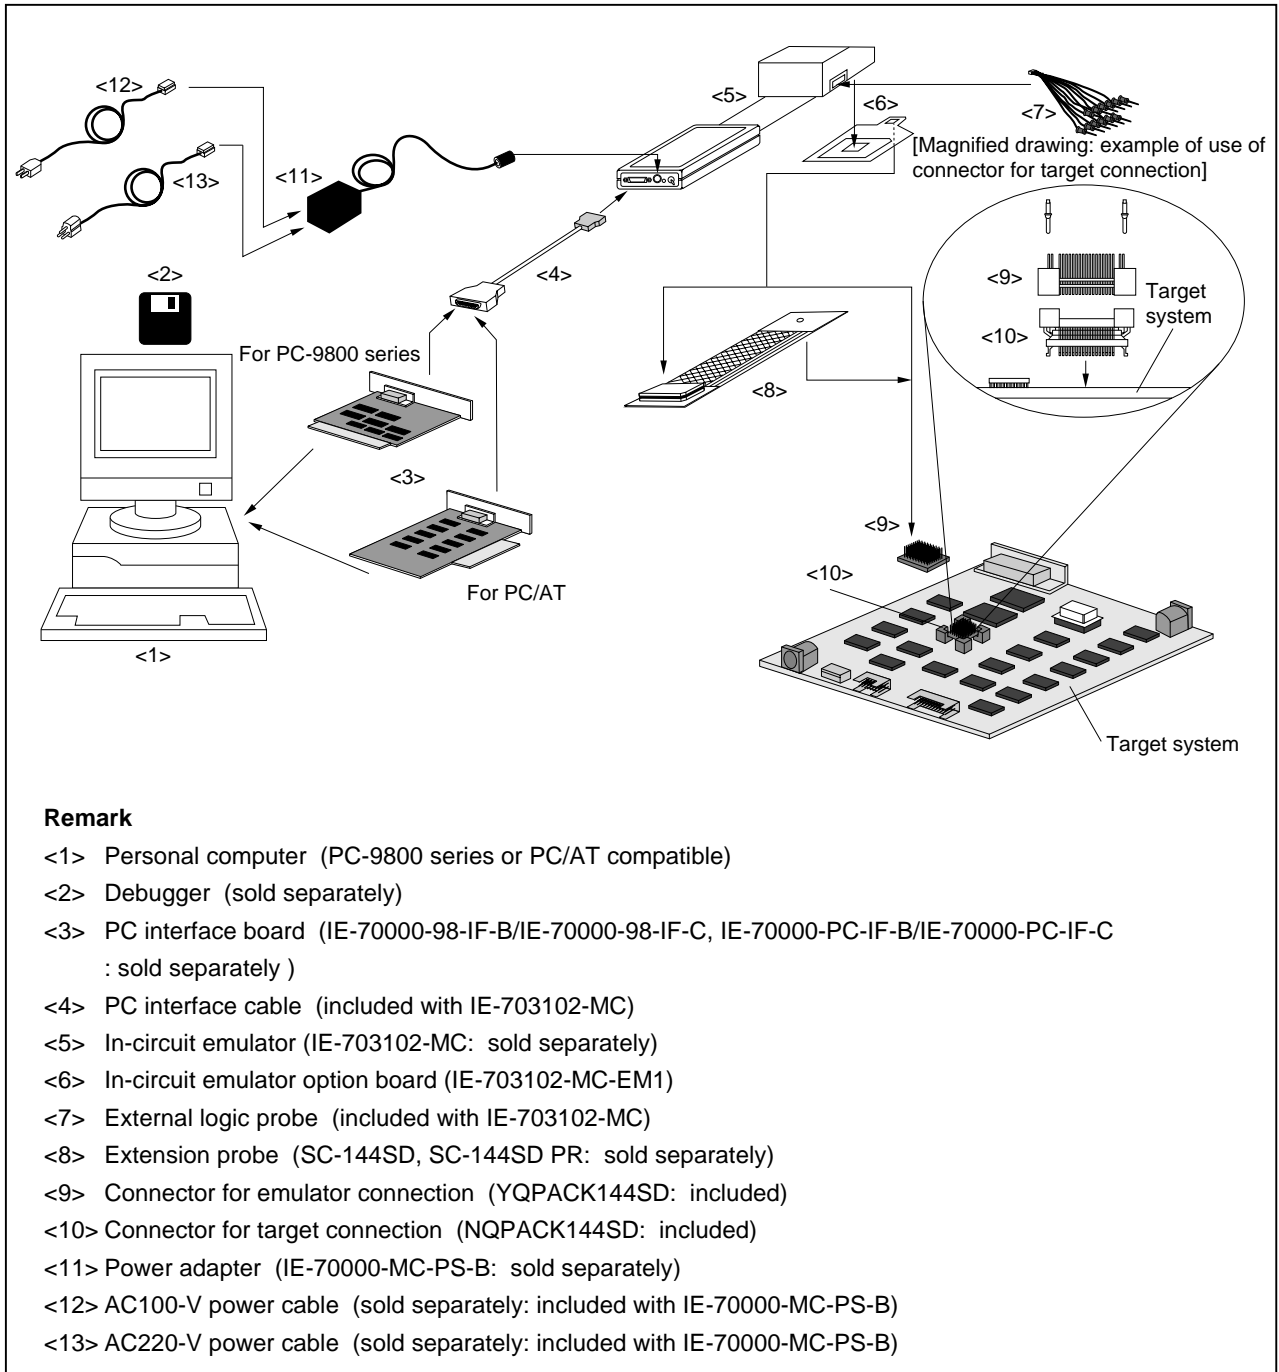 <12>
<5>
<6>
<7>
[Magnified drawing: example of use of
connector for target connection]
<13>
<11>
<4>
<2>
<9>
Target
system
<10>
For PC-9800 series
<8>
<3>
<9>
<10>
For PC/AT
<1>
Target system
Remark
<1> Personal computer (PC-9800 series or PC/AT compatible)
<2> Debugger (sold separately)
<3> PC interface board (IE-70000-98-IF-B/IE-70000-98-IF-C, IE-70000-PC-IF-B/IE-70000-PC-IF-C
: sold separately )
<4> PC interface cable (included with IE-703102-MC)
<5> In-circuit emulator (IE-703102-MC: sold separately)
<6> In-circuit emulator option board (IE-703102-MC-EM1)
<7> External logic probe (included with IE-703102-MC)
<8> Extension probe (SC-144SD, SC-144SD PR: sold separately)
<9> Connector for emulator connection (YQPACK144SD: included)
<10> Connector for target connection (NQPACK144SD: included)
<11> Power adapter (IE-70000-MC-PS-B: sold separately)
<12> AC100-V power cable (sold separately: included with IE-70000-MC-PS-B)
<13> AC220-V power cable (sold separately: included with IE-70000-MC-PS-B)